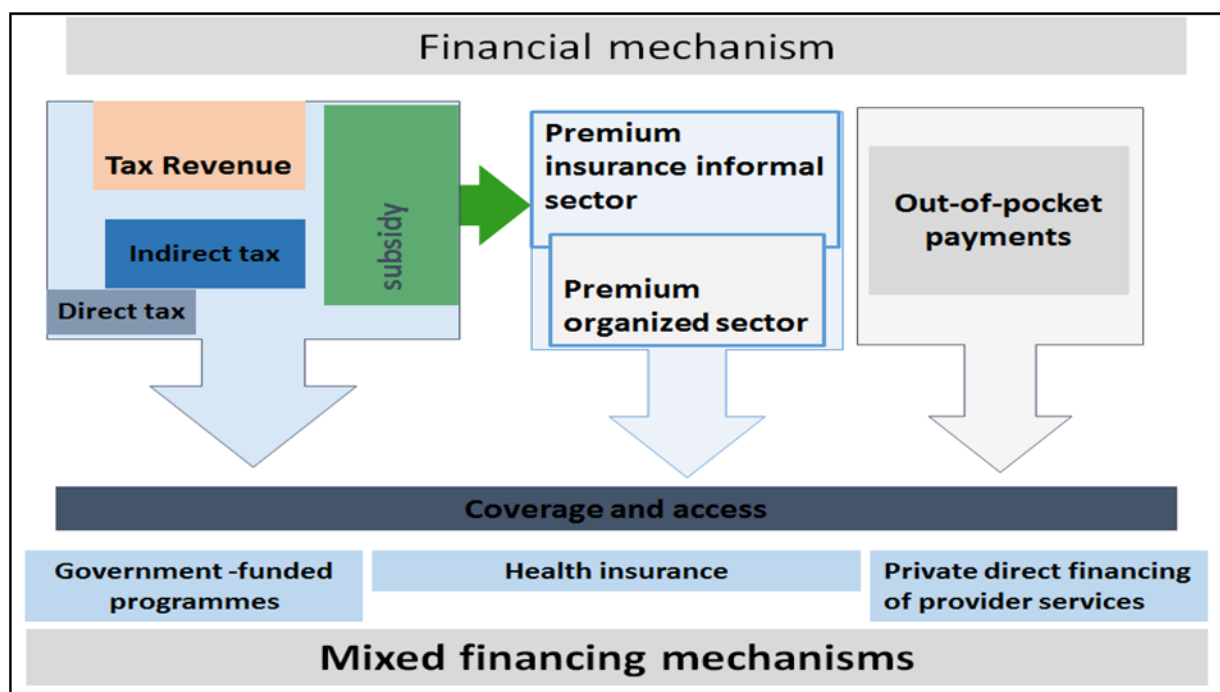 Financial mechanism
Tax Revenue
Indirect tax
Direct tax
subsidy
Premium
insurance informal
sector
Premium
organized sector
Out-of-pocket
payments
Coverage and access
Government -funded
programmes
Health insurance
Private direct financing
of provider services
Mixed financing mechanisms